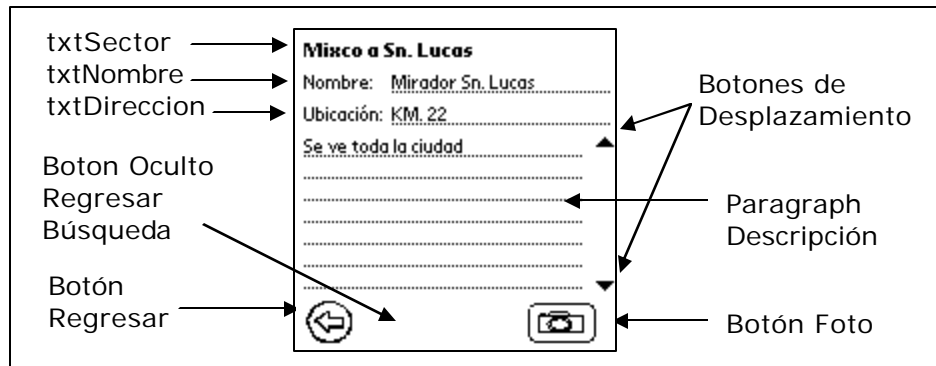 txtSector
txtNombre
txtDireccion
Boton Oculto
Regresar
Búsqueda
Botón
Regresar
Mixco a Sn. Lucas
Nombre: Mirador Sn. Lucas
Ubicación: KM. 22
Se ve toda la ciudad
Botones de
Desplazamiento
Paragraph
Descripción
Botón Foto